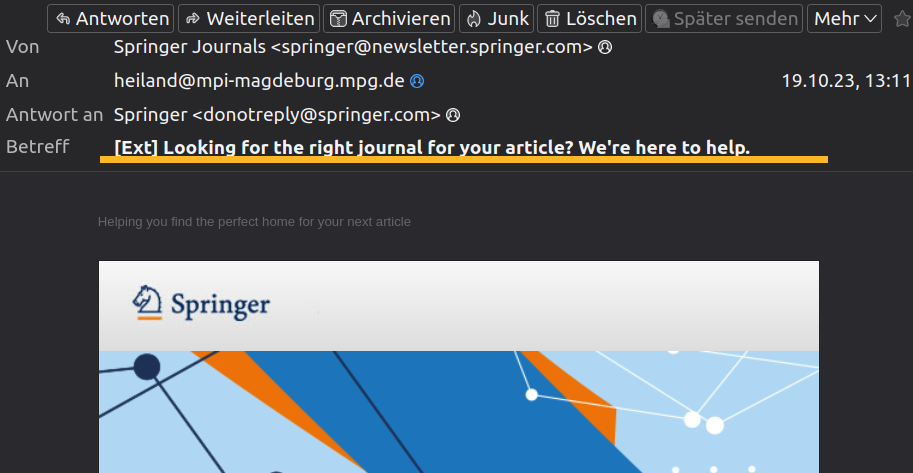 Antworten Weiterleiten Archivieren Junk Löschen Später senden Mehr
Von Springer Journals <springer@newsletter.springer.com>
An heiland@mpi-magdeburg.mpg.de 19.10.23, 13:11
Antwort an Springer <donotreply@springer.com>
Betreff [Ext] Looking for the right journal for your article? We're here to help.
Helping you find the perfect home for your next article
Springer